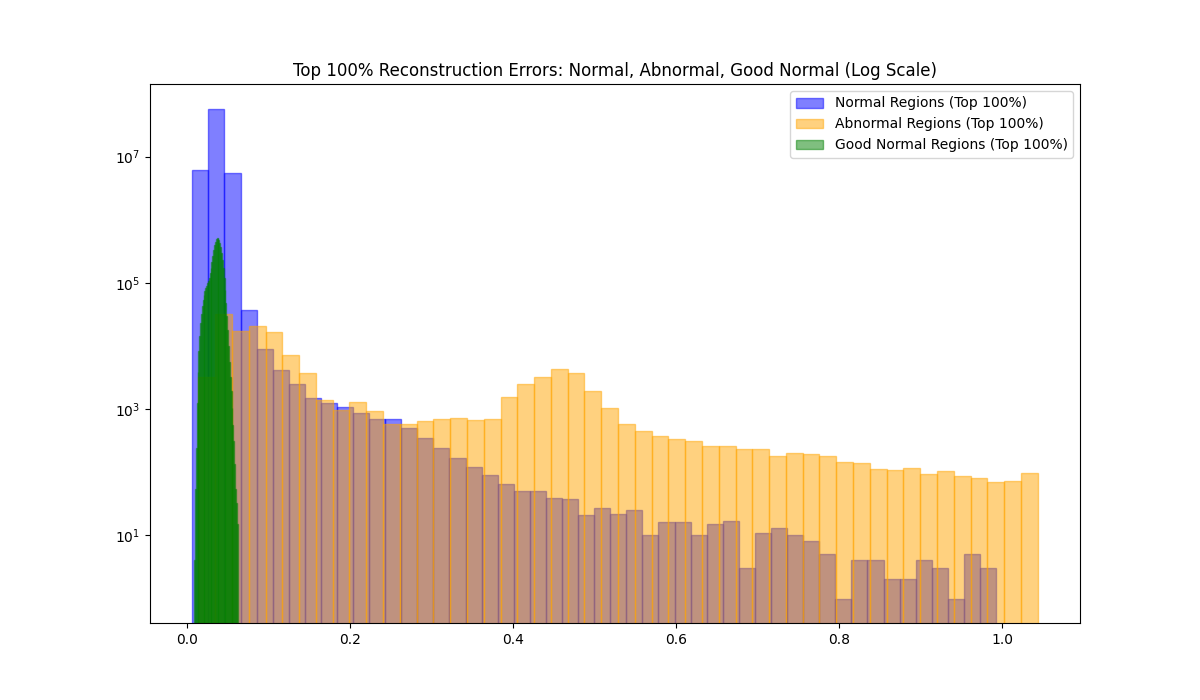 Top 100% Reconstruction Errors: Normal, Abnormal, Good Normal (Log Scale)
Normal Regions (Top 100%)
Abnormal Regions (Top 100%)
Good Normal Regions (Top 100%)
10⁷
10⁵
10³
10¹
0.0 0.2 0.4 0.6 0.8 1.0